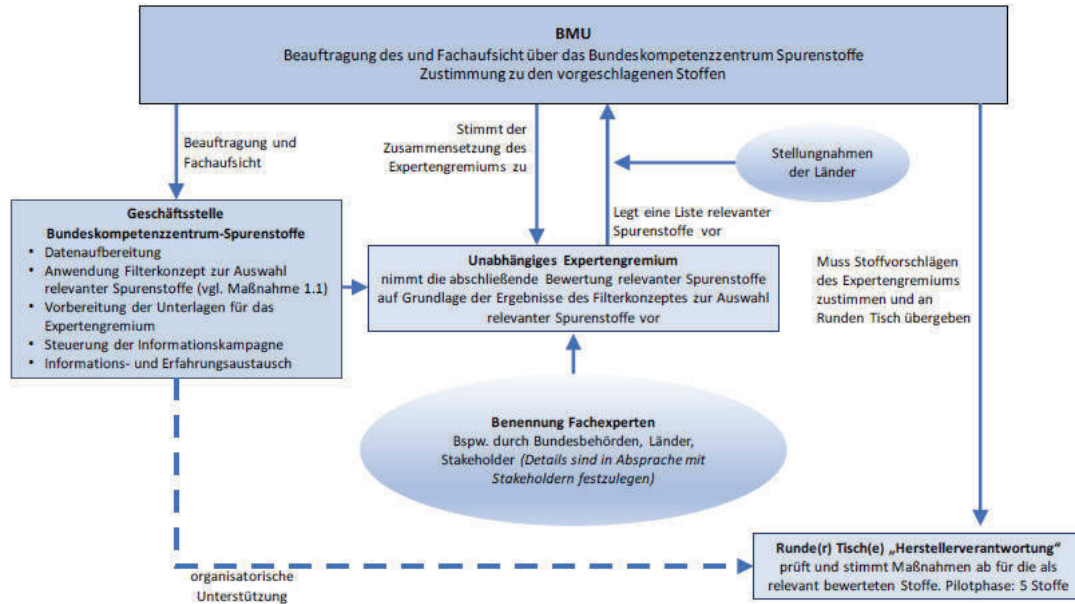 BMU
Beauftragung des und Fachaufsicht über das Bundeskompetenzzentrum Spurenstoffe
Zustimmung zu den vorgeschlagenen Stoffen
Beauftragung und
Fachaufsicht
Stimmt der
Zusammensetzung des
Expertengremiums zu
Stellungnahmen
der Länder
Legt eine Liste relevanter
Spurenstoffe vor
Geschäftsstelle
Bundeskompetenzzentrum-Spurenstoffe
• Datenaufbereitung
• Anwendung Filterkonzept zur Auswahl
relevanter Spurenstoffe (vgl. Maßnahme 1.1)
• Vorbereitung der Unterlagen für das
Expertengremium
• Steuerung der Informationskampagne
• Informations- und Erfahrungsaustausch
Unabhängiges Expertengremium
nimmt die abschließende Bewertung relevanter Spurenstoffe
auf Grundlage der Ergebnisse des Filterkonzeptes zur Auswahl
relevanter Spurenstoffe vor
Muss Stoffvorschlägen
des Expertengremiums
zustimmen und an
Runden Tisch übergeben
Benennung Fachexperten
Bspw. durch Bundesbehörden, Länder,
Stakeholder (Details sind in Absprache mit
Stakeholdern festzulegen)
Runde(r) Tisch(e) „Herstellerverantwortung“
prüft und stimmt Maßnahmen ab für die als
relevant bewerteten Stoffe. Pilotphase: 5 Stoffe
organisatorische
Unterstützung